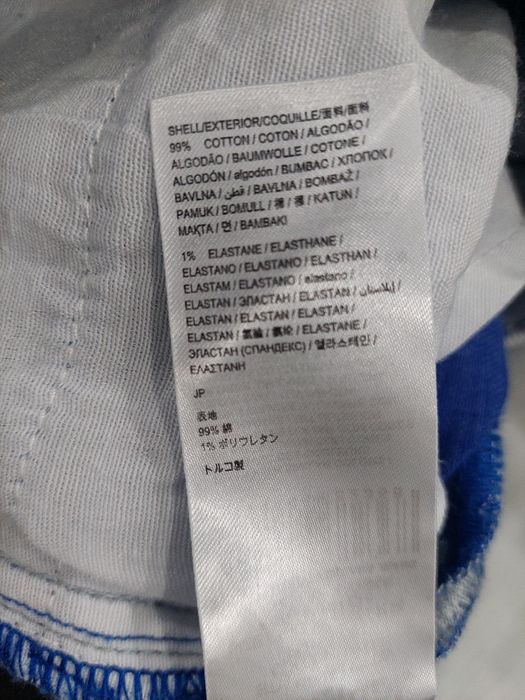 SHELL/EXTERIOR/COQUILLE/面料/面料
99% COTTON / COTON / ALGODÃO /
ALGODÃO / BAUMWOLLE / COTONE /
ALGODÓN / algodón / BUMBAC / ХЛОПОК /
BAVLNA / قطن / BAVLNA / BOMBAŽ /
PAMUK / BOMULL / 棉 / 棉 / KATUN /
МАҚТА / 면 / ΒΑΜΒΑΚΙ
1% ELASTANE / ELASTHANE /
ELASTANO / ELASTANO / ELASTHAN /
ELASTAM / ELASTANO / elastano /
ELASTAN / ЭЛАСТАН / ELASTAN / إيلاستان /
ELASTAN / ELASTAN / ELASTAN /
ELASTAN / 氨纶 / 氨纶 / ELASTANE /
ЭЛАСТАН (СПАНДЕКС) / 엘라스테인 /
ΕΛΑΣΤΑΝΗ
JP
表地
99% 綿
1% ポリウレタン
トルコ製